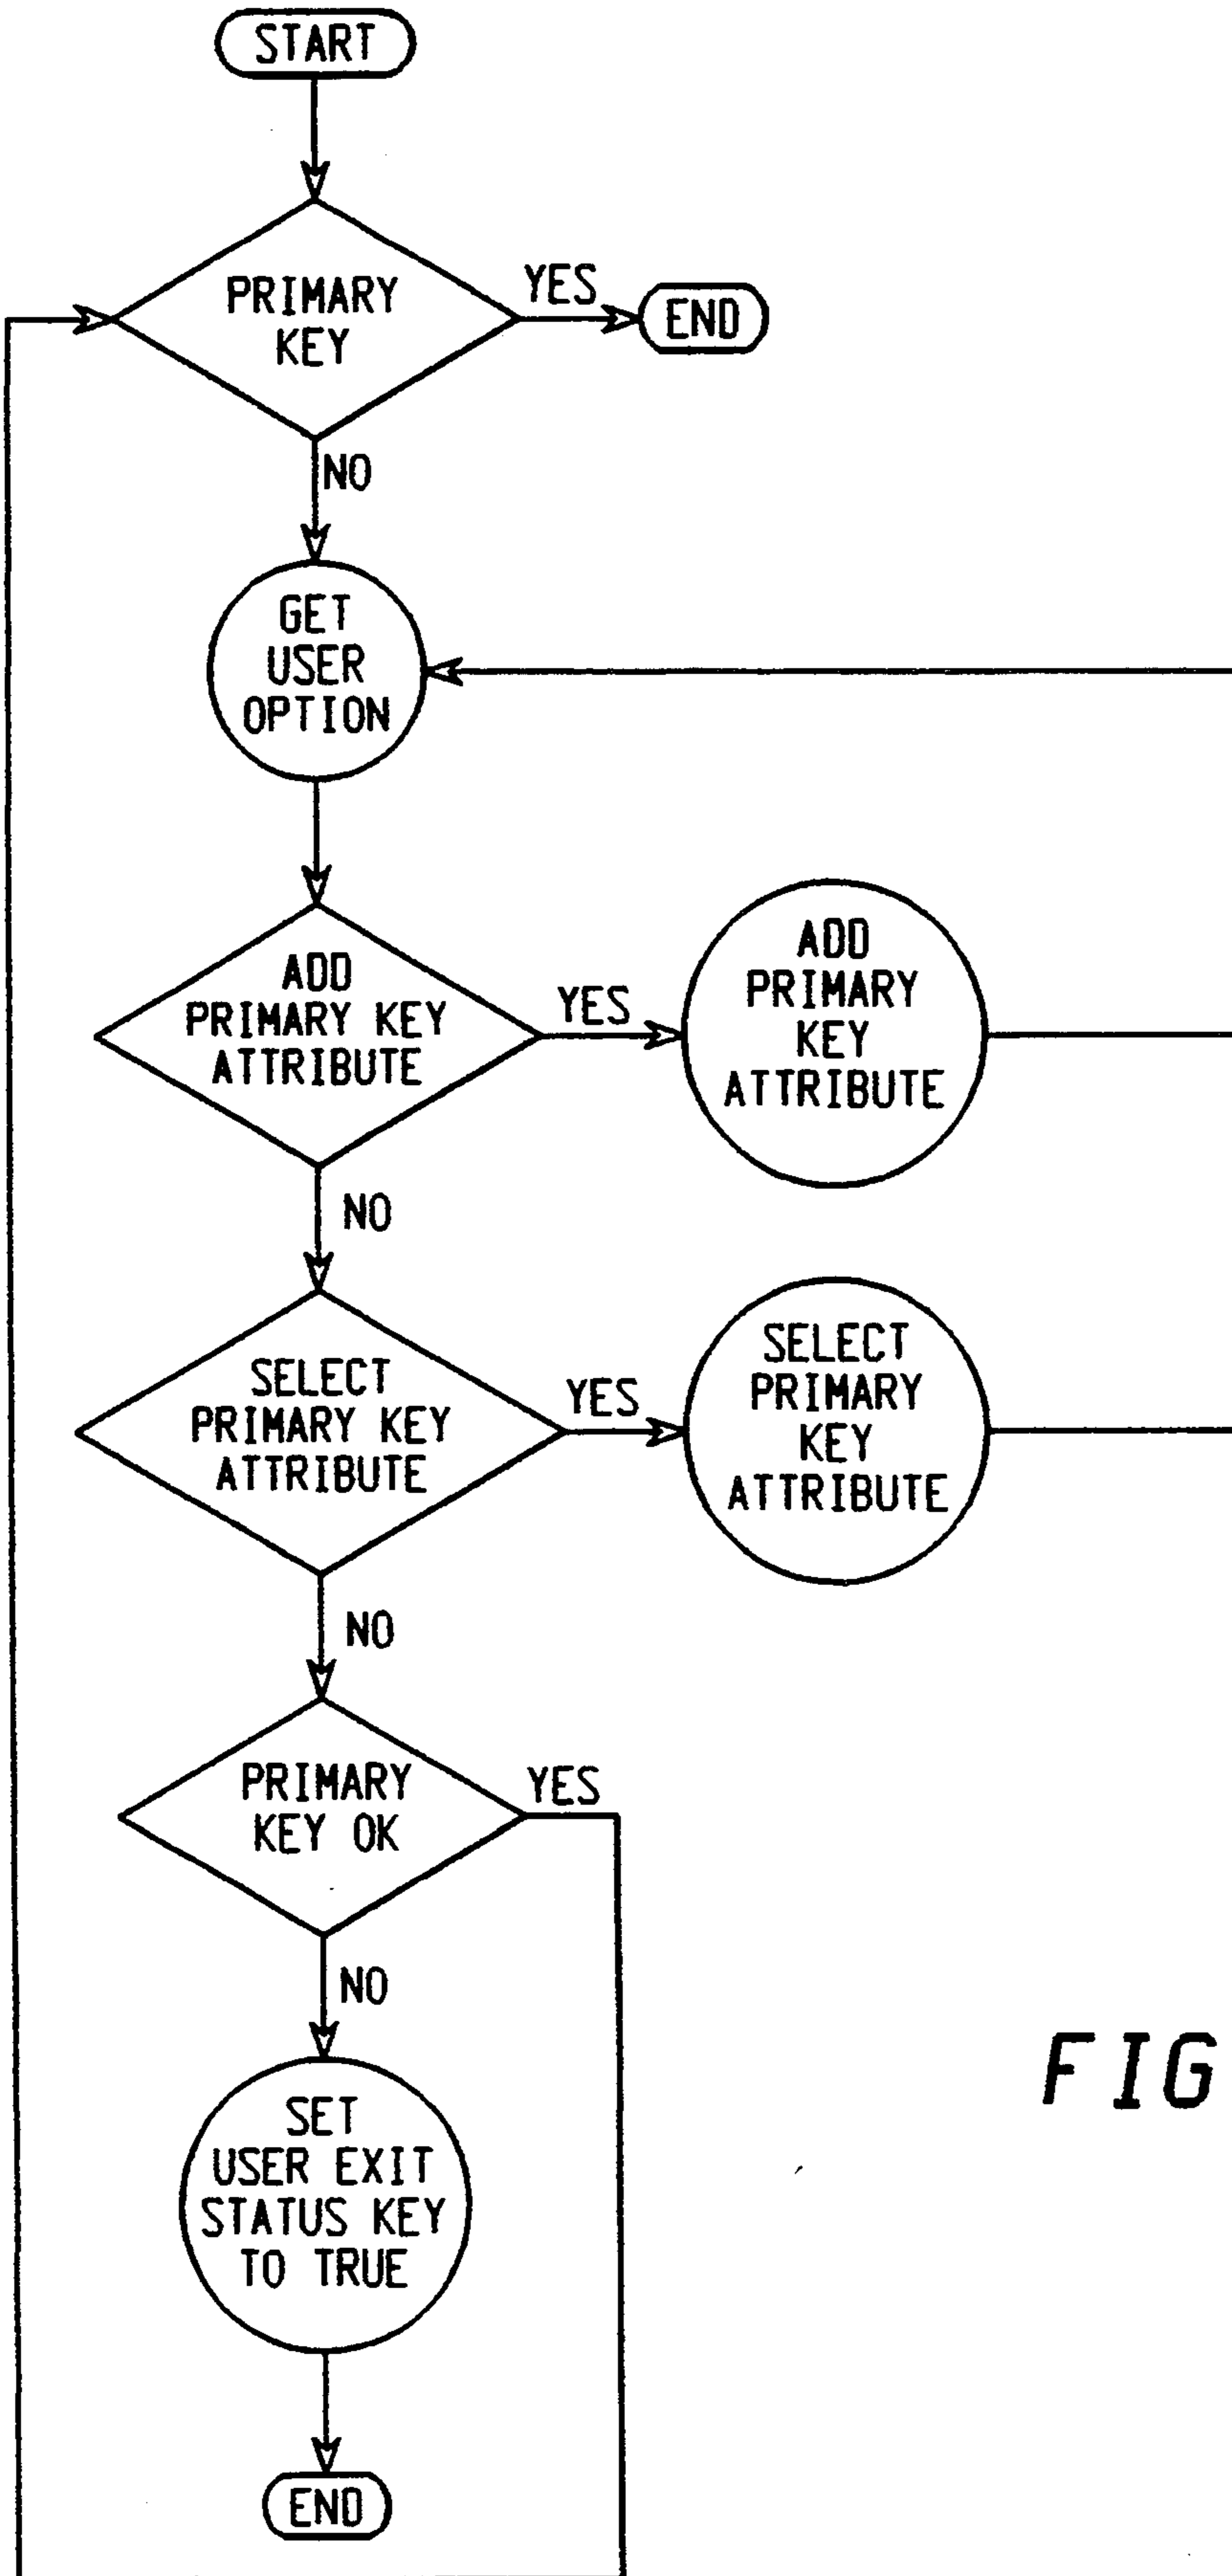 START
PRIMARY
KEY
YES
END
NO
GET
USER
OPTION
ADD
PRIMARY KEY
ATTRIBUTE
YES
ADD
PRIMARY
KEY
ATTRIBUTE
NO
SELECT
PRIMARY KEY
ATTRIBUTE
YES
SELECT
PRIMARY
KEY
ATTRIBUTE
NO
PRIMARY
KEY OK
YES
NO
SET
USER EXIT
STATUS KEY
TO TRUE
END
FIG